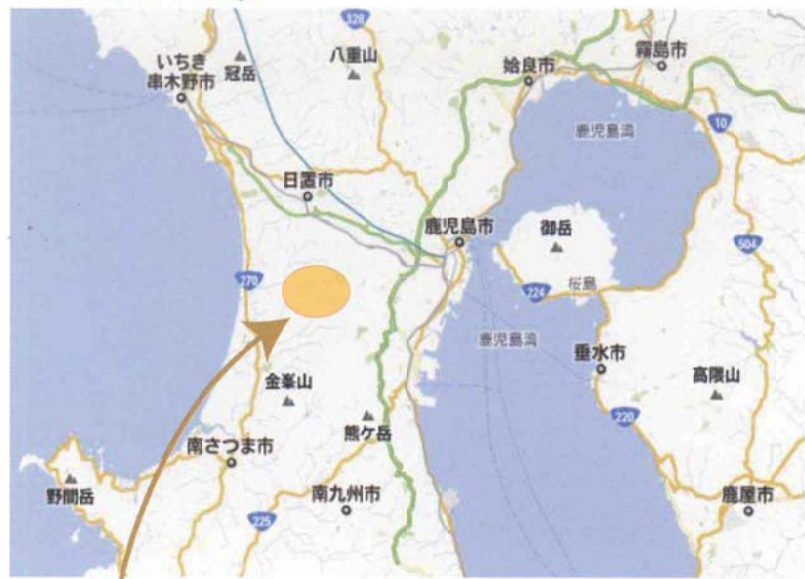 328
いちき
串木野市
冠岳
八重山
姶良市
霧島市
10
鹿児島湾
日置市
鹿児島市
御岳
504
270
224
桜島
鹿児島湾
垂水市
金峯山
高隈山
220
熊ケ岳
南さつま市
野間岳
南九州市
225
鹿屋市